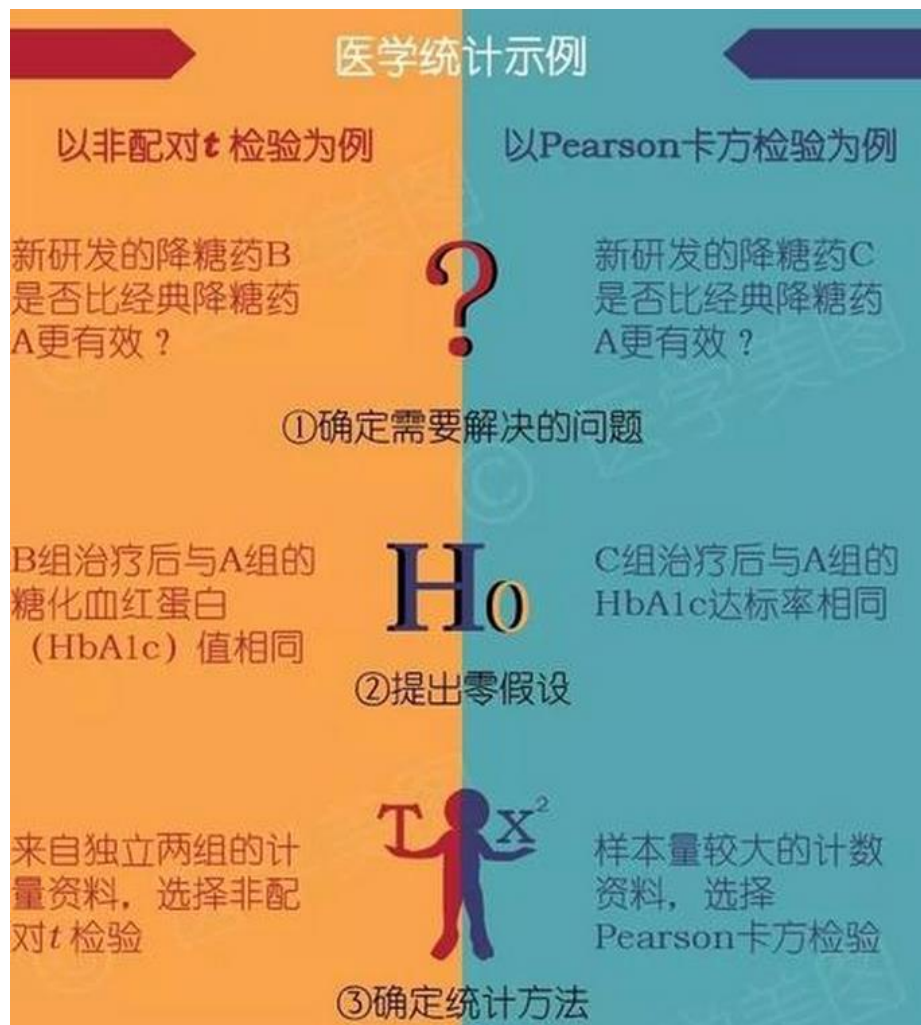 医学统计示例
以非配对t 检验为例
以Pearson卡方检验为例
新研发的降糖药B
是否比经典降糖药
A更有效？
?
新研发的降糖药C
是否比经典降糖药
A更有效？
①确定需要解决的问题
B组治疗后与A组的
糖化血红蛋白
（HbA1c）值相同
H0
C组治疗后与A组的
HbA1c达标率相同
②提出零假设
来自独立两组的计
量资料，选择非配
对t 检验
T X²
样本量较大的计数
资料，选择
Pearson卡方检验
③确定统计方法
© 医学美图